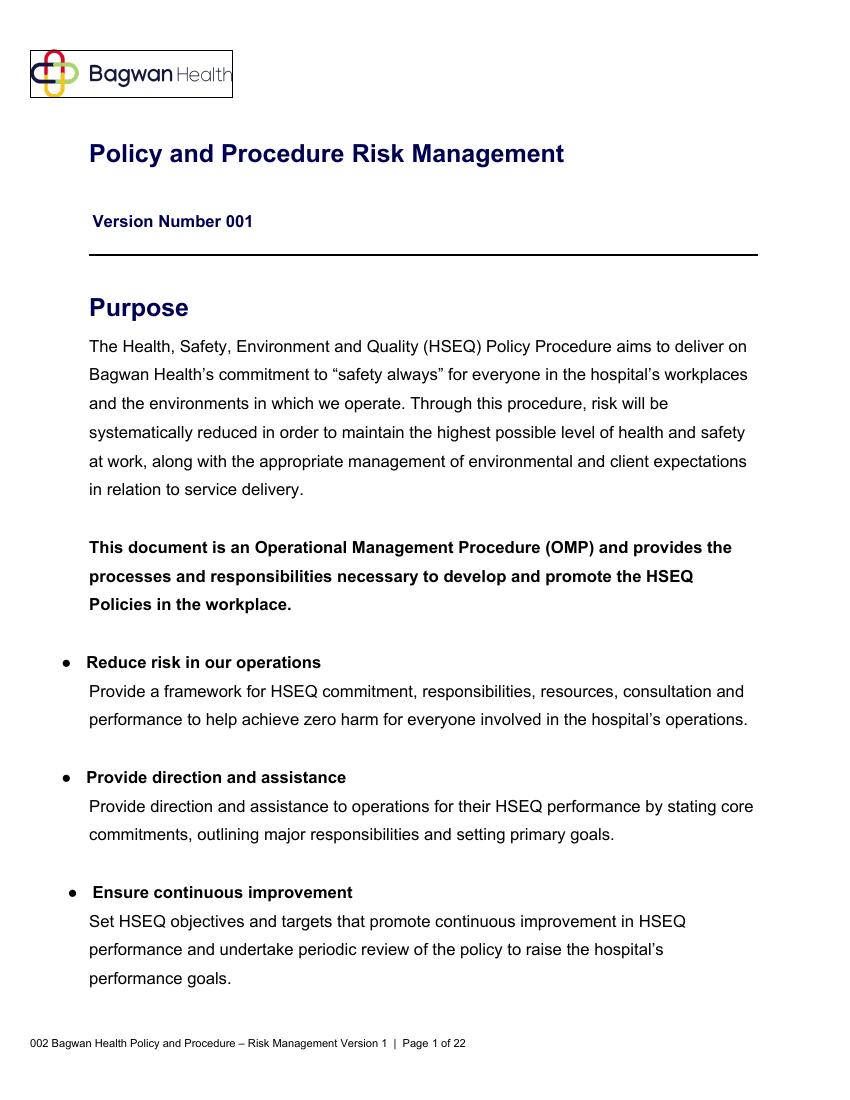 Bagwan Health
Policy and Procedure Risk Management
Version Number 001
Purpose
The Health, Safety, Environment and Quality (HSEQ) Policy Procedure aims to deliver on
Bagwan Health’s commitment to “safety always” for everyone in the hospital’s workplaces
and the environments in which we operate. Through this procedure, risk will be
systematically reduced in order to maintain the highest possible level of health and safety
at work, along with the appropriate management of environmental and client expectations
in relation to service delivery.
This document is an Operational Management Procedure (OMP) and provides the
processes and responsibilities necessary to develop and promote the HSEQ
Policies in the workplace.
● Reduce risk in our operations
Provide a framework for HSEQ commitment, responsibilities, resources, consultation and
performance to help achieve zero harm for everyone involved in the hospital’s operations.
● Provide direction and assistance
Provide direction and assistance to operations for their HSEQ performance by stating core
commitments, outlining major responsibilities and setting primary goals.
● Ensure continuous improvement
Set HSEQ objectives and targets that promote continuous improvement in HSEQ
performance and undertake periodic review of the policy to raise the hospital’s
performance goals.
002 Bagwan Health Policy and Procedure – Risk Management Version 1 | Page 1 of 22